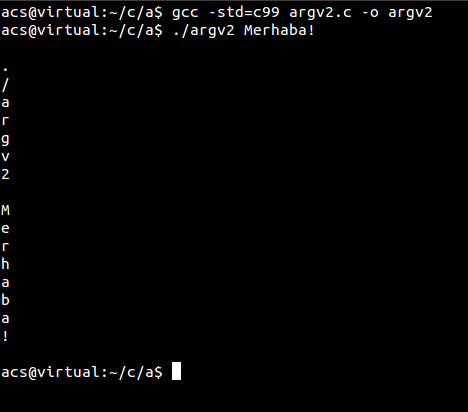 acs@virtual:~/c/a$ gcc -std=c99 argv2.c -o argv2
acs@virtual:~/c/a$ ./argv2 Merhaba!
.
/
a
r
g
v
2
M
e
r
h
a
b
a
!
acs@virtual:~/c/a$